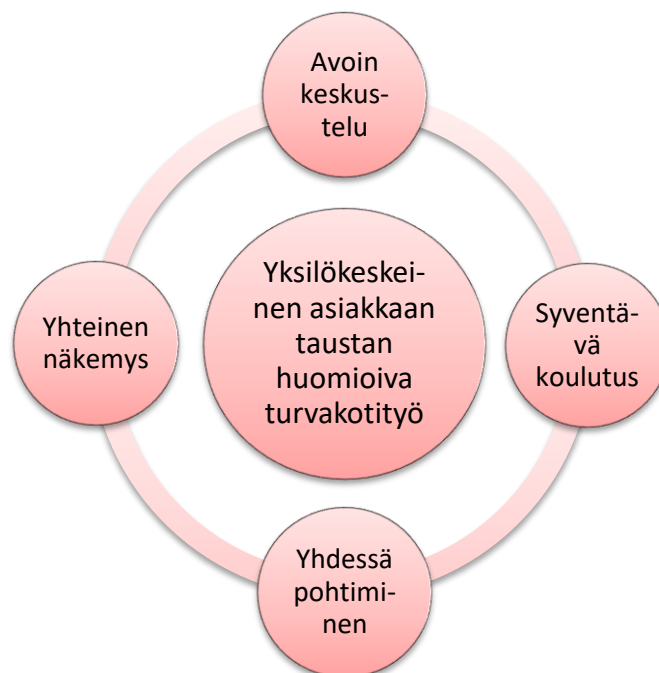 Avoin
keskus-
telu
Yksilökeskei-
nen asiakkaan
taustan
huomioiva
turvakotityö
Yhteinen
näkemys
Syventä-
vä
koulutus
Yhdessä
pohtimi-
nen